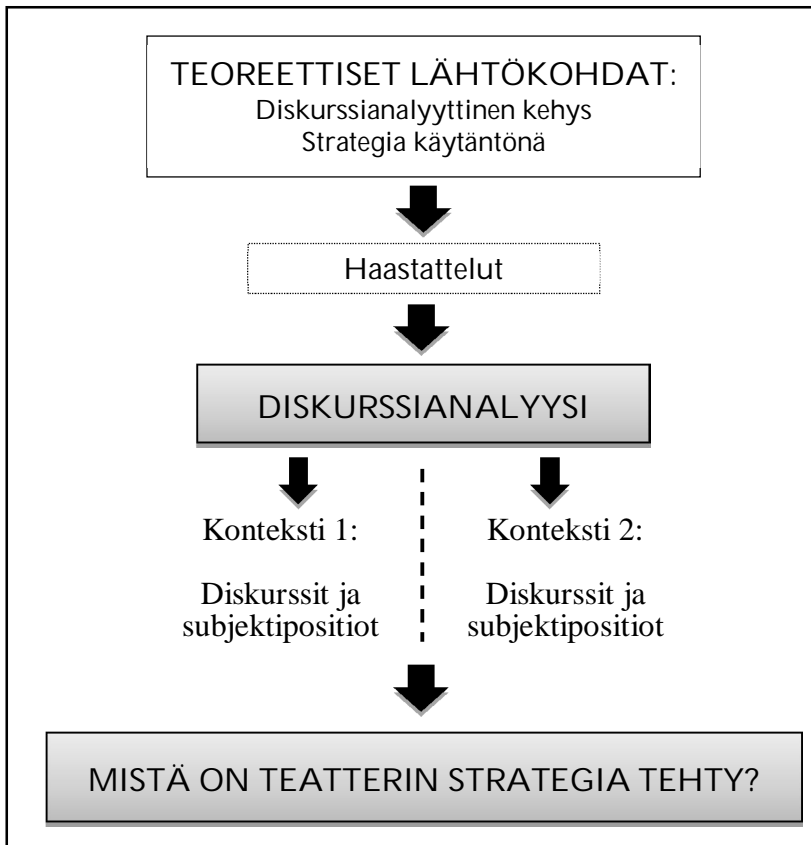 TEOREETTISET LÄHTÖKOHDAT:
Diskurssianalyyttinen kehys
Strategia käytäntönä
Haastattelut
DISKURSSIANALYYSI
Konteksti 1:
Diskurssit ja
subjektipositiot
Konteksti 2:
Diskurssit ja
subjektipositiot
MISTÄ ON TEATTERIN STRATEGIA TEHTY?